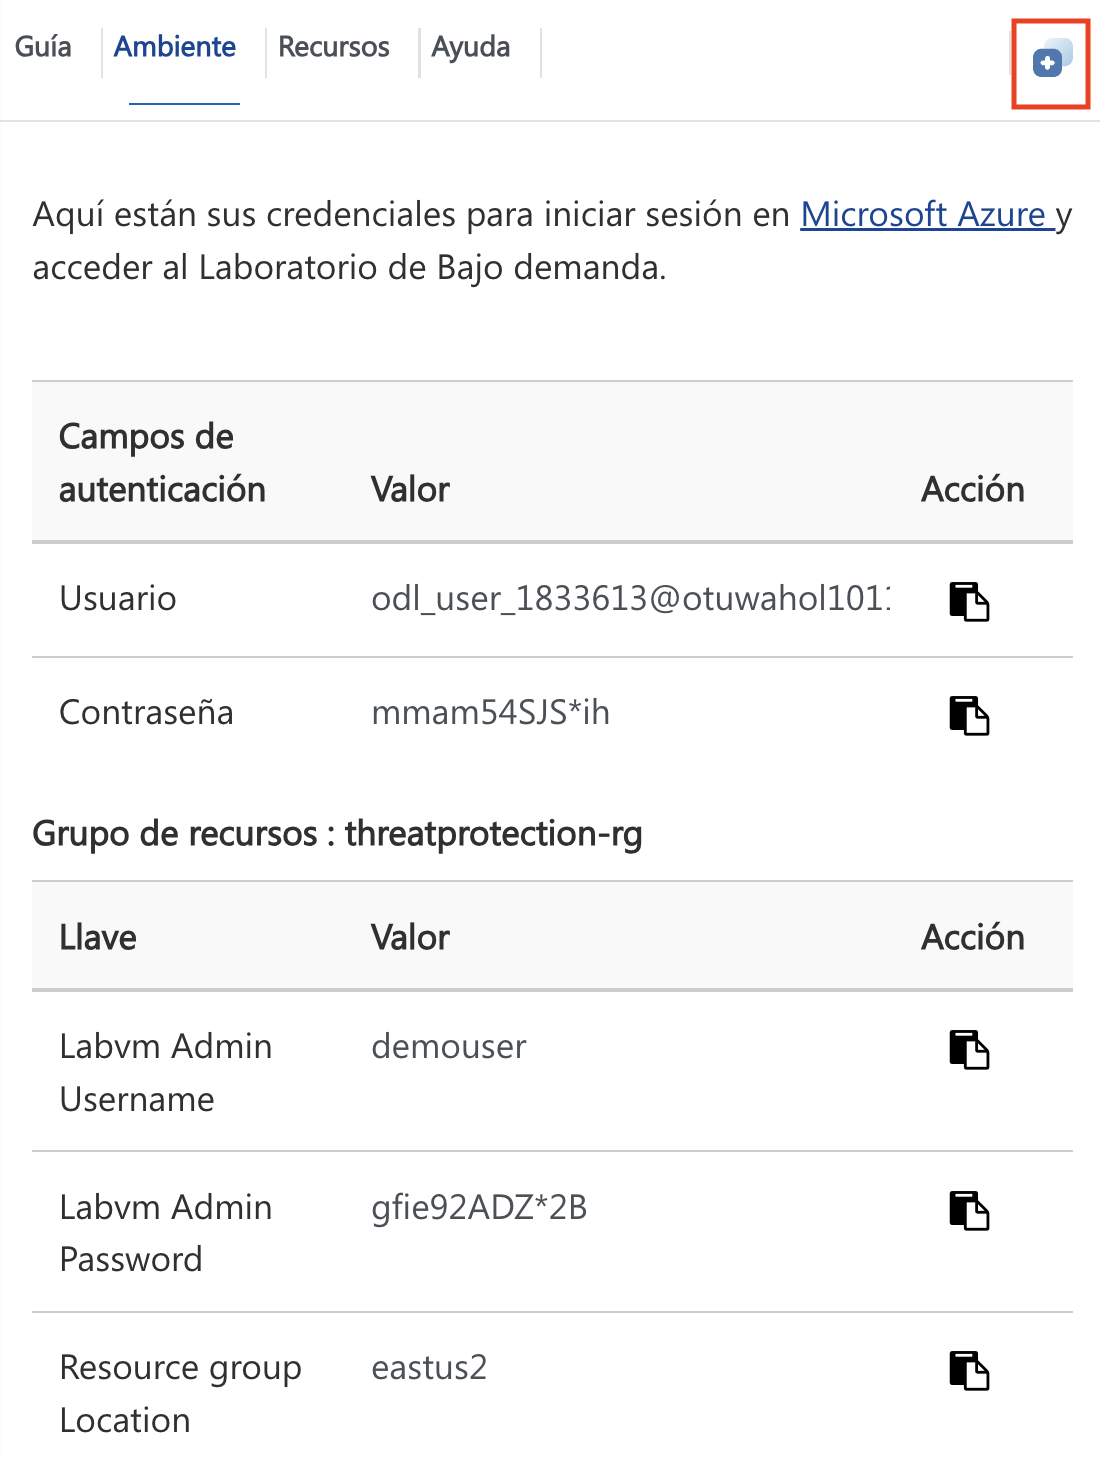 Guía Ambiente Recursos Ayuda
Aquí están sus credenciales para iniciar sesión en Microsoft Azure y
acceder al Laboratorio de Bajo demanda.
Campos de
autenticación Valor Acción
Usuario odl_user_1833613@otuwahol101
Contraseña mmam54SJS*ih
Grupo de recursos : threatprotection-rg
Llave Valor Acción
Labvm Admin demouser
Username
Labvm Admin gfie92ADZ*2B
Password
Resource group eastus2
Location